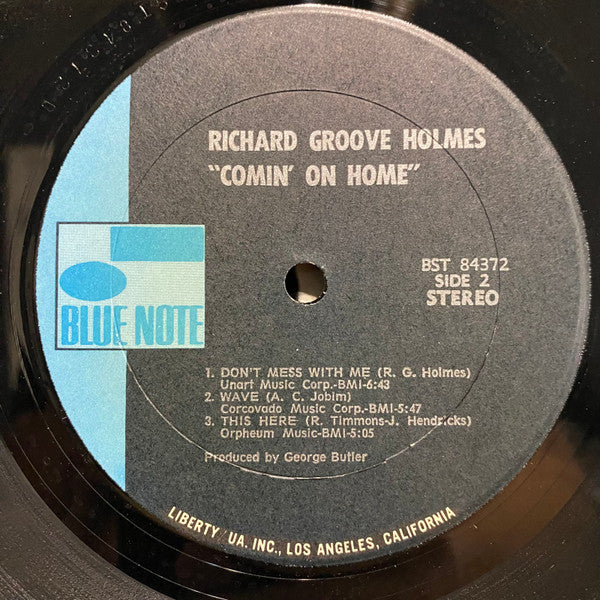 RICHARD GROOVE HOLMES
"COMIN' ON HOME"
BST 84372
SIDE 2
STEREO
BLUE NOTE
1. DON'T MESS WITH ME (R. G. Holmes)
Unart Music Corp.-BMI-6:43
2. WAVE (A. C. Jobim)
Corcovado Music Corp.-BMI-5:47
3. THIS HERE (R. Timmons-J. Hendricks)
Orpheum Music-BMI-5:05
Produced by George Butler
LIBERTY/UA, INC., LOS ANGELES, CALIFORNIA